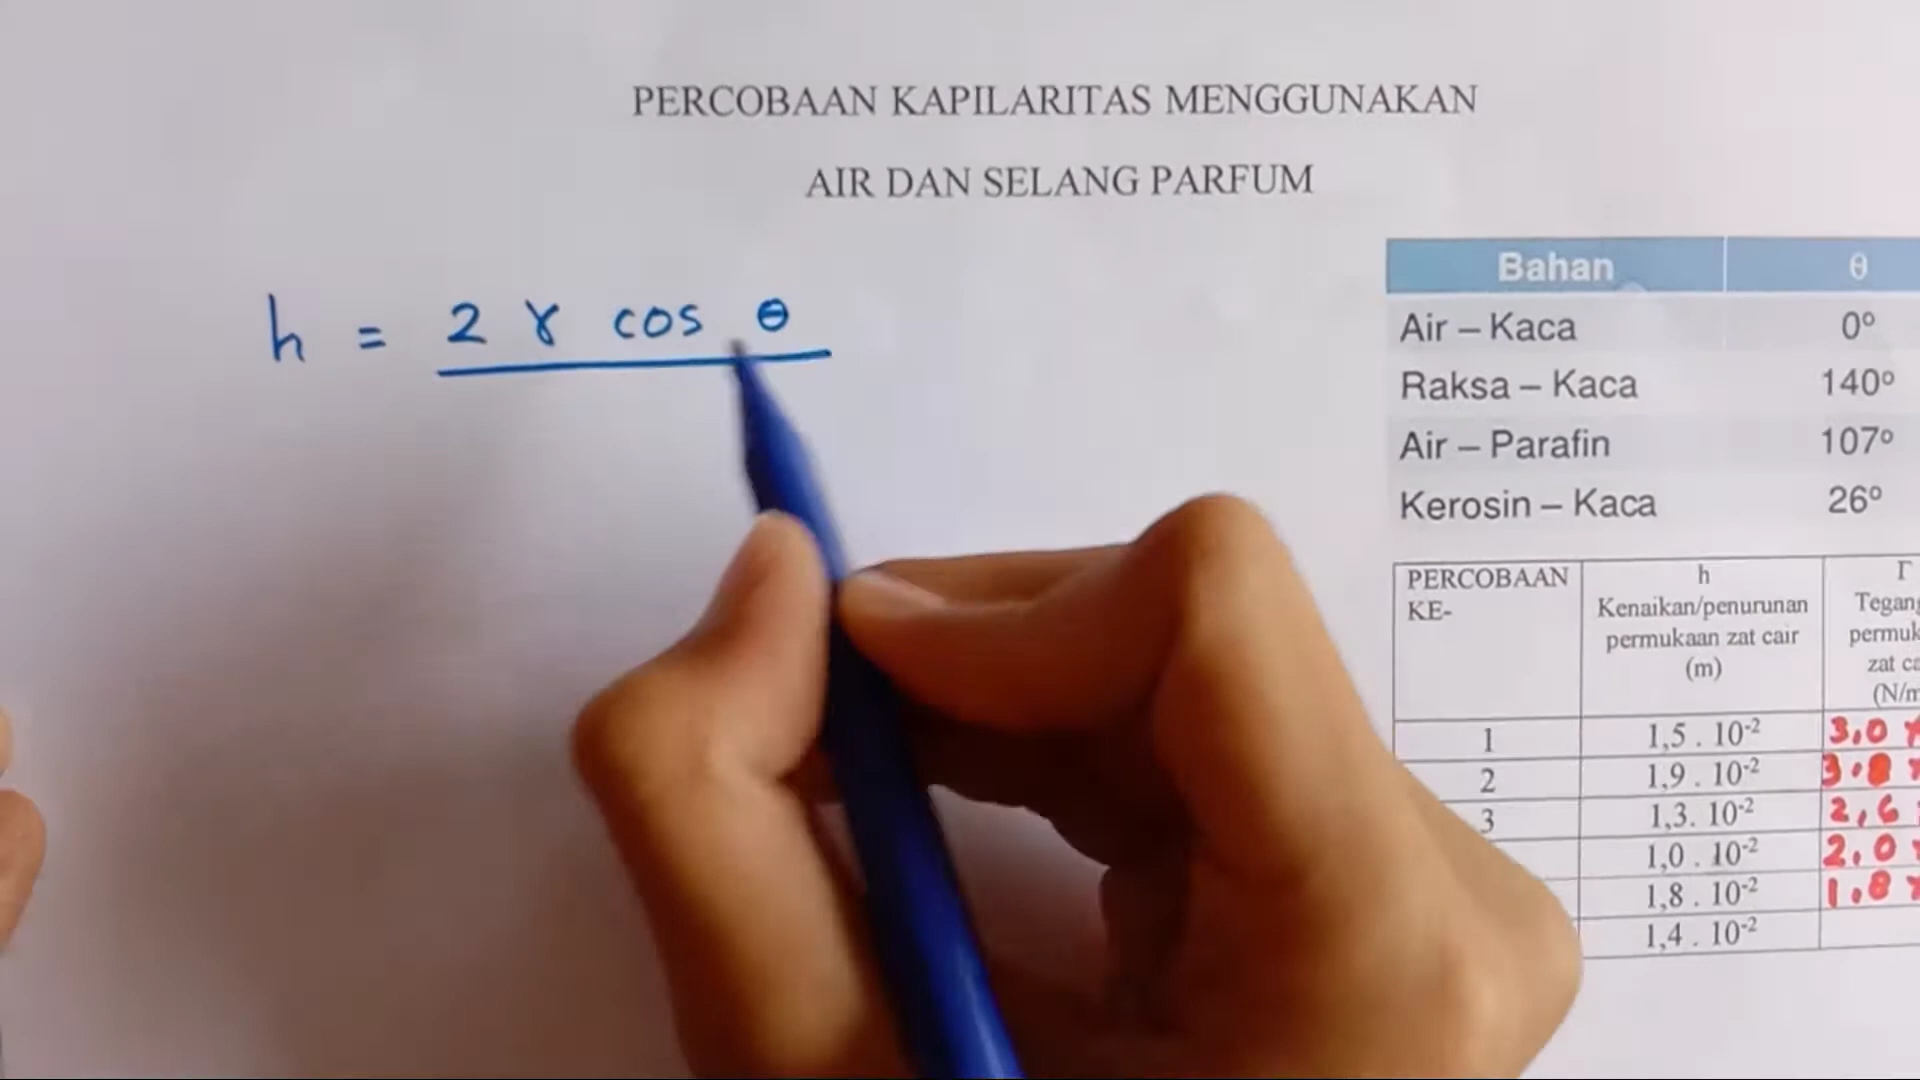 PERCOBAAN KAPILARITAS MENGGUNAKAN
AIR DAN SELANG PARFUM
h = 2 γ cos θ
Bahan θ
Air – Kaca 0°
Raksa – Kaca 140°
Air – Parafin 107°
Kerosin – Kaca 26°
PERCOBAAN KE-
h
Kenaikan/penurunan
permukaan zat cair
(m)
Γ
zat
(N/m
1 1,5 . 10⁻² 3,0
2 1,9 . 10⁻² 3.8
3 1,3. 10⁻² 2,6
1,0 . 10⁻² 2.0
1,8 . 10⁻² 1.8
1,4 . 10⁻²